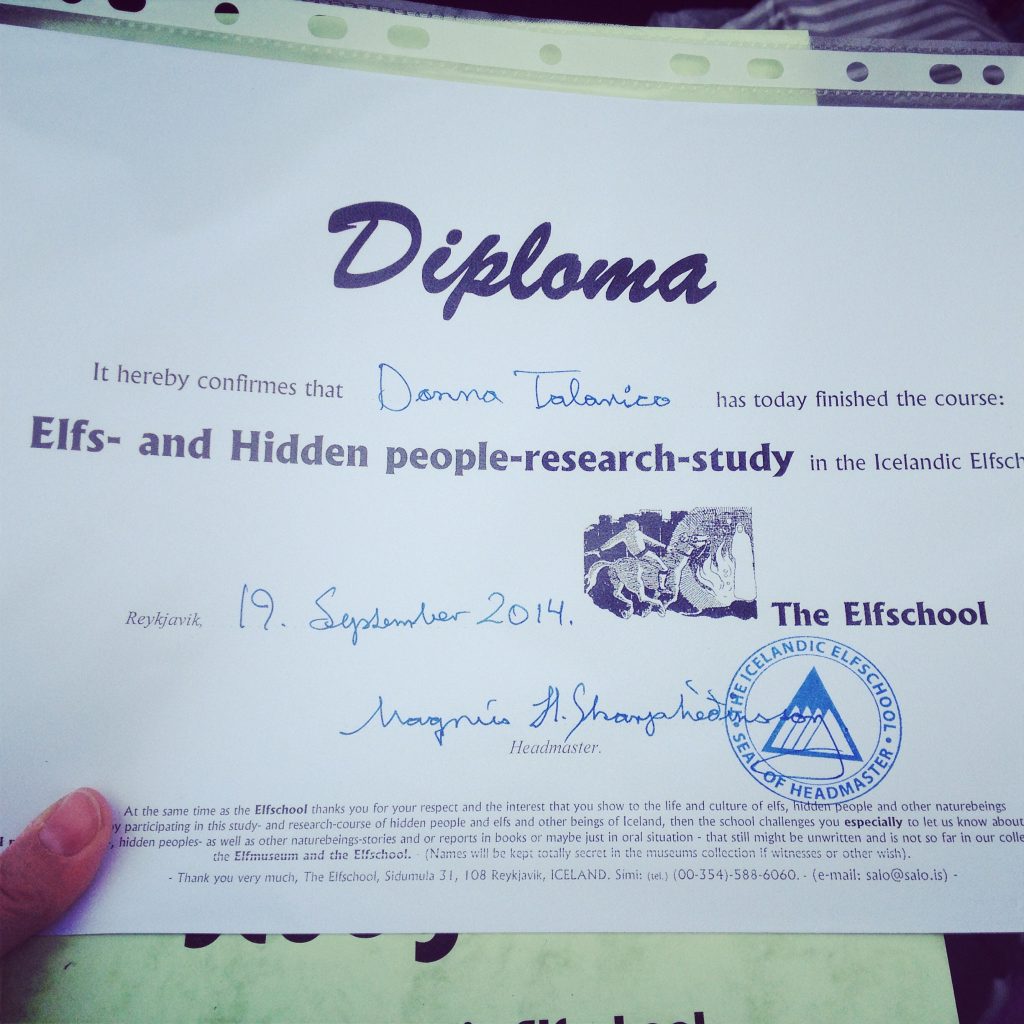 Diploma
It hereby confirmes that Donna Talarico has today finished the course:
Elfs- and Hidden people-research-study in the Icelandic Elfsch
Reykjavik, 19. September 2014.
The Elfschool
THE ICELANDIC ELFSCHOOL • SEAL OF HEADMASTER •
Magnús H. Skarphéðinsson
Headmaster.
At the same time as the Elfschool thanks you for your respect and the interest that you show to the life and culture of elfs, hidden people and other naturebeings
by participating in this study- and research-course of hidden people and elfs and other beings of Iceland, then the school challenges you especially to let us know about
hidden peoples- as well as other naturebeings-stories and or reports in books or maybe just in oral situation - that still might be unwritten and is not so far in our colle
the Elfmuseum and the Elfschool. - (Names will be kept totally secret in the museums collection if witnesses or other wish).
- Thank you very much, The Elfschool, Sidumula 31, 108 Reykjavik, ICELAND. Simi: (tel.) (00-354)-588-6060. - (e-mail: salo@salo.is) -